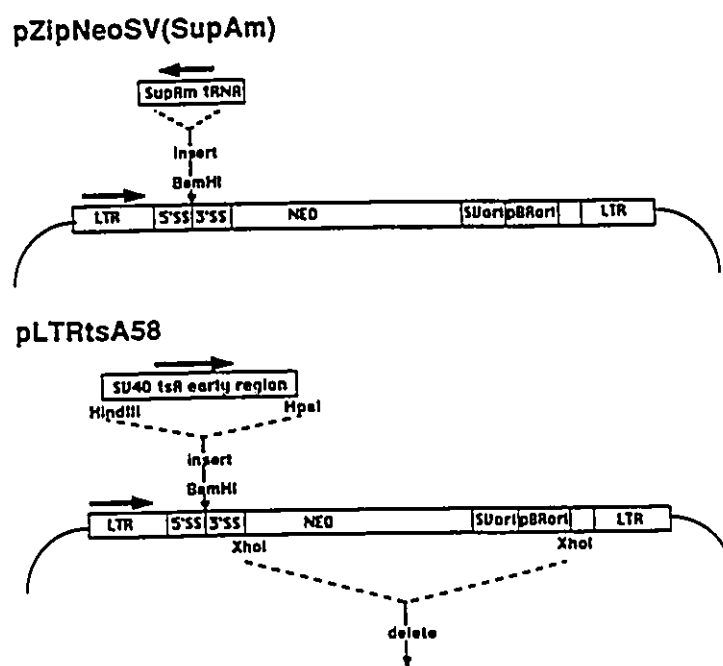 pZipNeoSV(SupAm)
SupAm tRNA
insert
BamHI
LTR 5'SS 3'SS NEO SVori pBRori LTR
pLTRtsA58
SV40 tsA early region
HindIII HpaI
insert
BamHI
LTR 5'SS 3'SS NEO SVori pBRori LTR
XhoI XhoI
delete